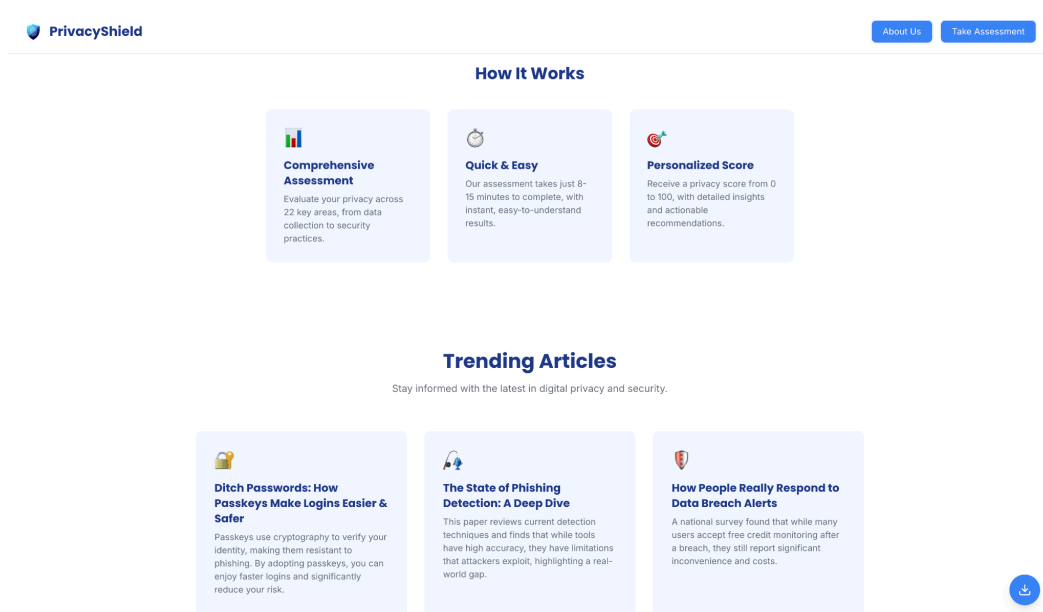 PrivacyShield
About Us
Take Assessment
How It Works
Comprehensive
Assessment
Evaluate your privacy across
22 key areas, from data
collection to security
practices.
Quick & Easy
Our assessment takes just 8-
15 minutes to complete, with
instant, easy-to-understand
results.
Personalized Score
Receive a privacy score from 0
to 100, with detailed insights
and actionable
recommendations.
Trending Articles
Stay informed with the latest in digital privacy and security.
Ditch Passwords: How
Passkeys Make Logins Easier &
Safer
Passkeys use cryptography to verify your
identity, making them resistant to
phishing. By adopting passkeys, you can
enjoy faster logins and significantly
reduce your risk.
The State of Phishing
Detection: A Deep Dive
This paper reviews current detection
techniques and finds that while tools
have high accuracy, they have limitations
that attackers exploit, highlighting a real-
world gap.
How People Really Respond to
Data Breach Alerts
A national survey found that while many
users accept free credit monitoring after
a breach, they still report significant
inconvenience and costs.